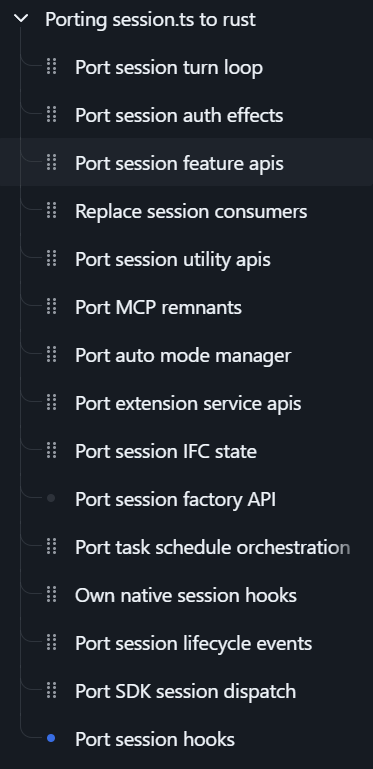 Porting session.ts to rust
Port session turn loop
Port session auth effects
Port session feature apis
Replace session consumers
Port session utility apis
Port MCP remnants
Port auto mode manager
Port extension service apis
Port session IFC state
Port session factory API
Port task schedule orchestration
Own native session hooks
Port session lifecycle events
Port SDK session dispatch
Port session hooks